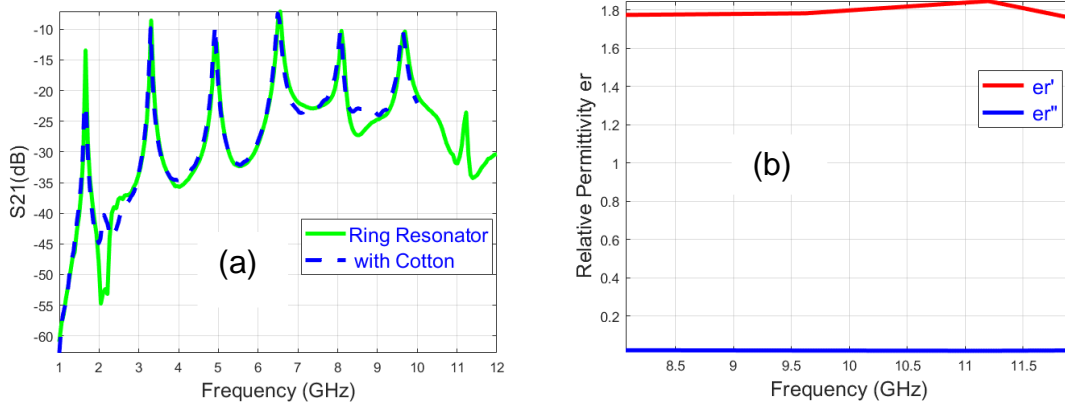 -10
-15
-20
-25
-30
-35
-40
-45
-50
-55
-60
S21(dB)
1 2 3 4 5 6 7 8 9 10 11 12
Frequency (GHz)
Ring Resonator
with Cotton
(a)
1.8
1.6
1.4
1.2
1
0.8
0.6
0.4
0.2
Relative Permittivity er
8.5 9 9.5 10 10.5 11 11.5
Frequency (GHz)
er'
er"
(b)